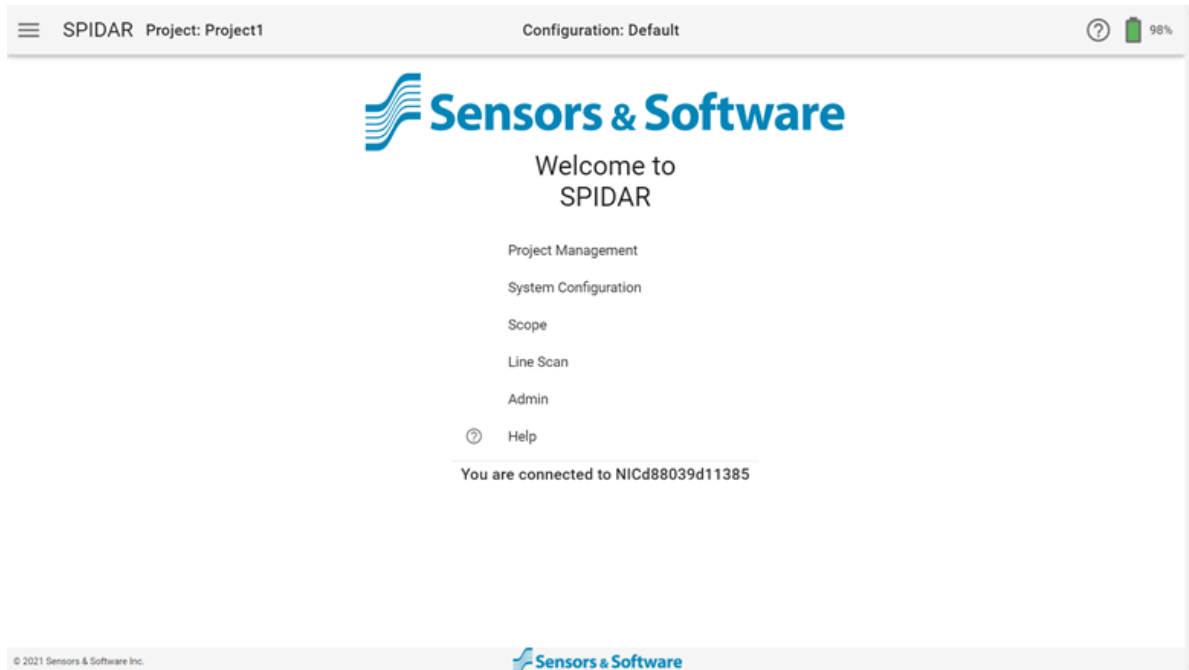 SPIDAR Project: Project1 Configuration: Default 98%
Sensors & Software
Welcome to
SPIDAR
Project Management
System Configuration
Scope
Line Scan
Admin
Help
You are connected to NICd88039d11385
© 2021 Sensors & Software Inc. Sensors & Software